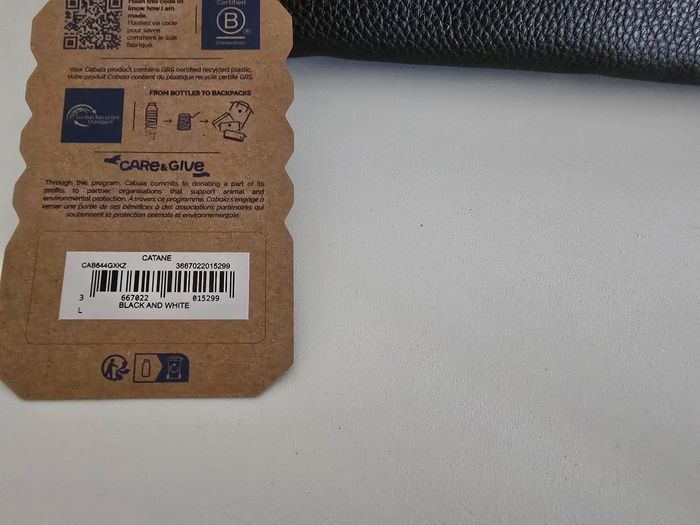 Flash this code to
know how I am
made.
Flashez ce code
pour savoir
comment je suis
fabriqué.
Certified
B
Corporation
Your Cabaïa product contains GRS certified recycled plastic.
Votre produit Cabaïa contient du plastique recyclé certifié GRS.
FROM BOTTLES TO BACKPACKS
Global Recycled
Standard
CARe&GIVe
Through this program, Cabaïa commits to donating a part of its
profits to partner organisations that support animal and
environmental protection. À travers ce programme, Cabaïa s'engage à
verser une partie de ses bénéfices à des associations partenaires qui
soutiennent la protection animale et environnementale.
CATANE
CAB644GXKZ 3667022015299
3 667022 015299
BLACK AND WHITE
L